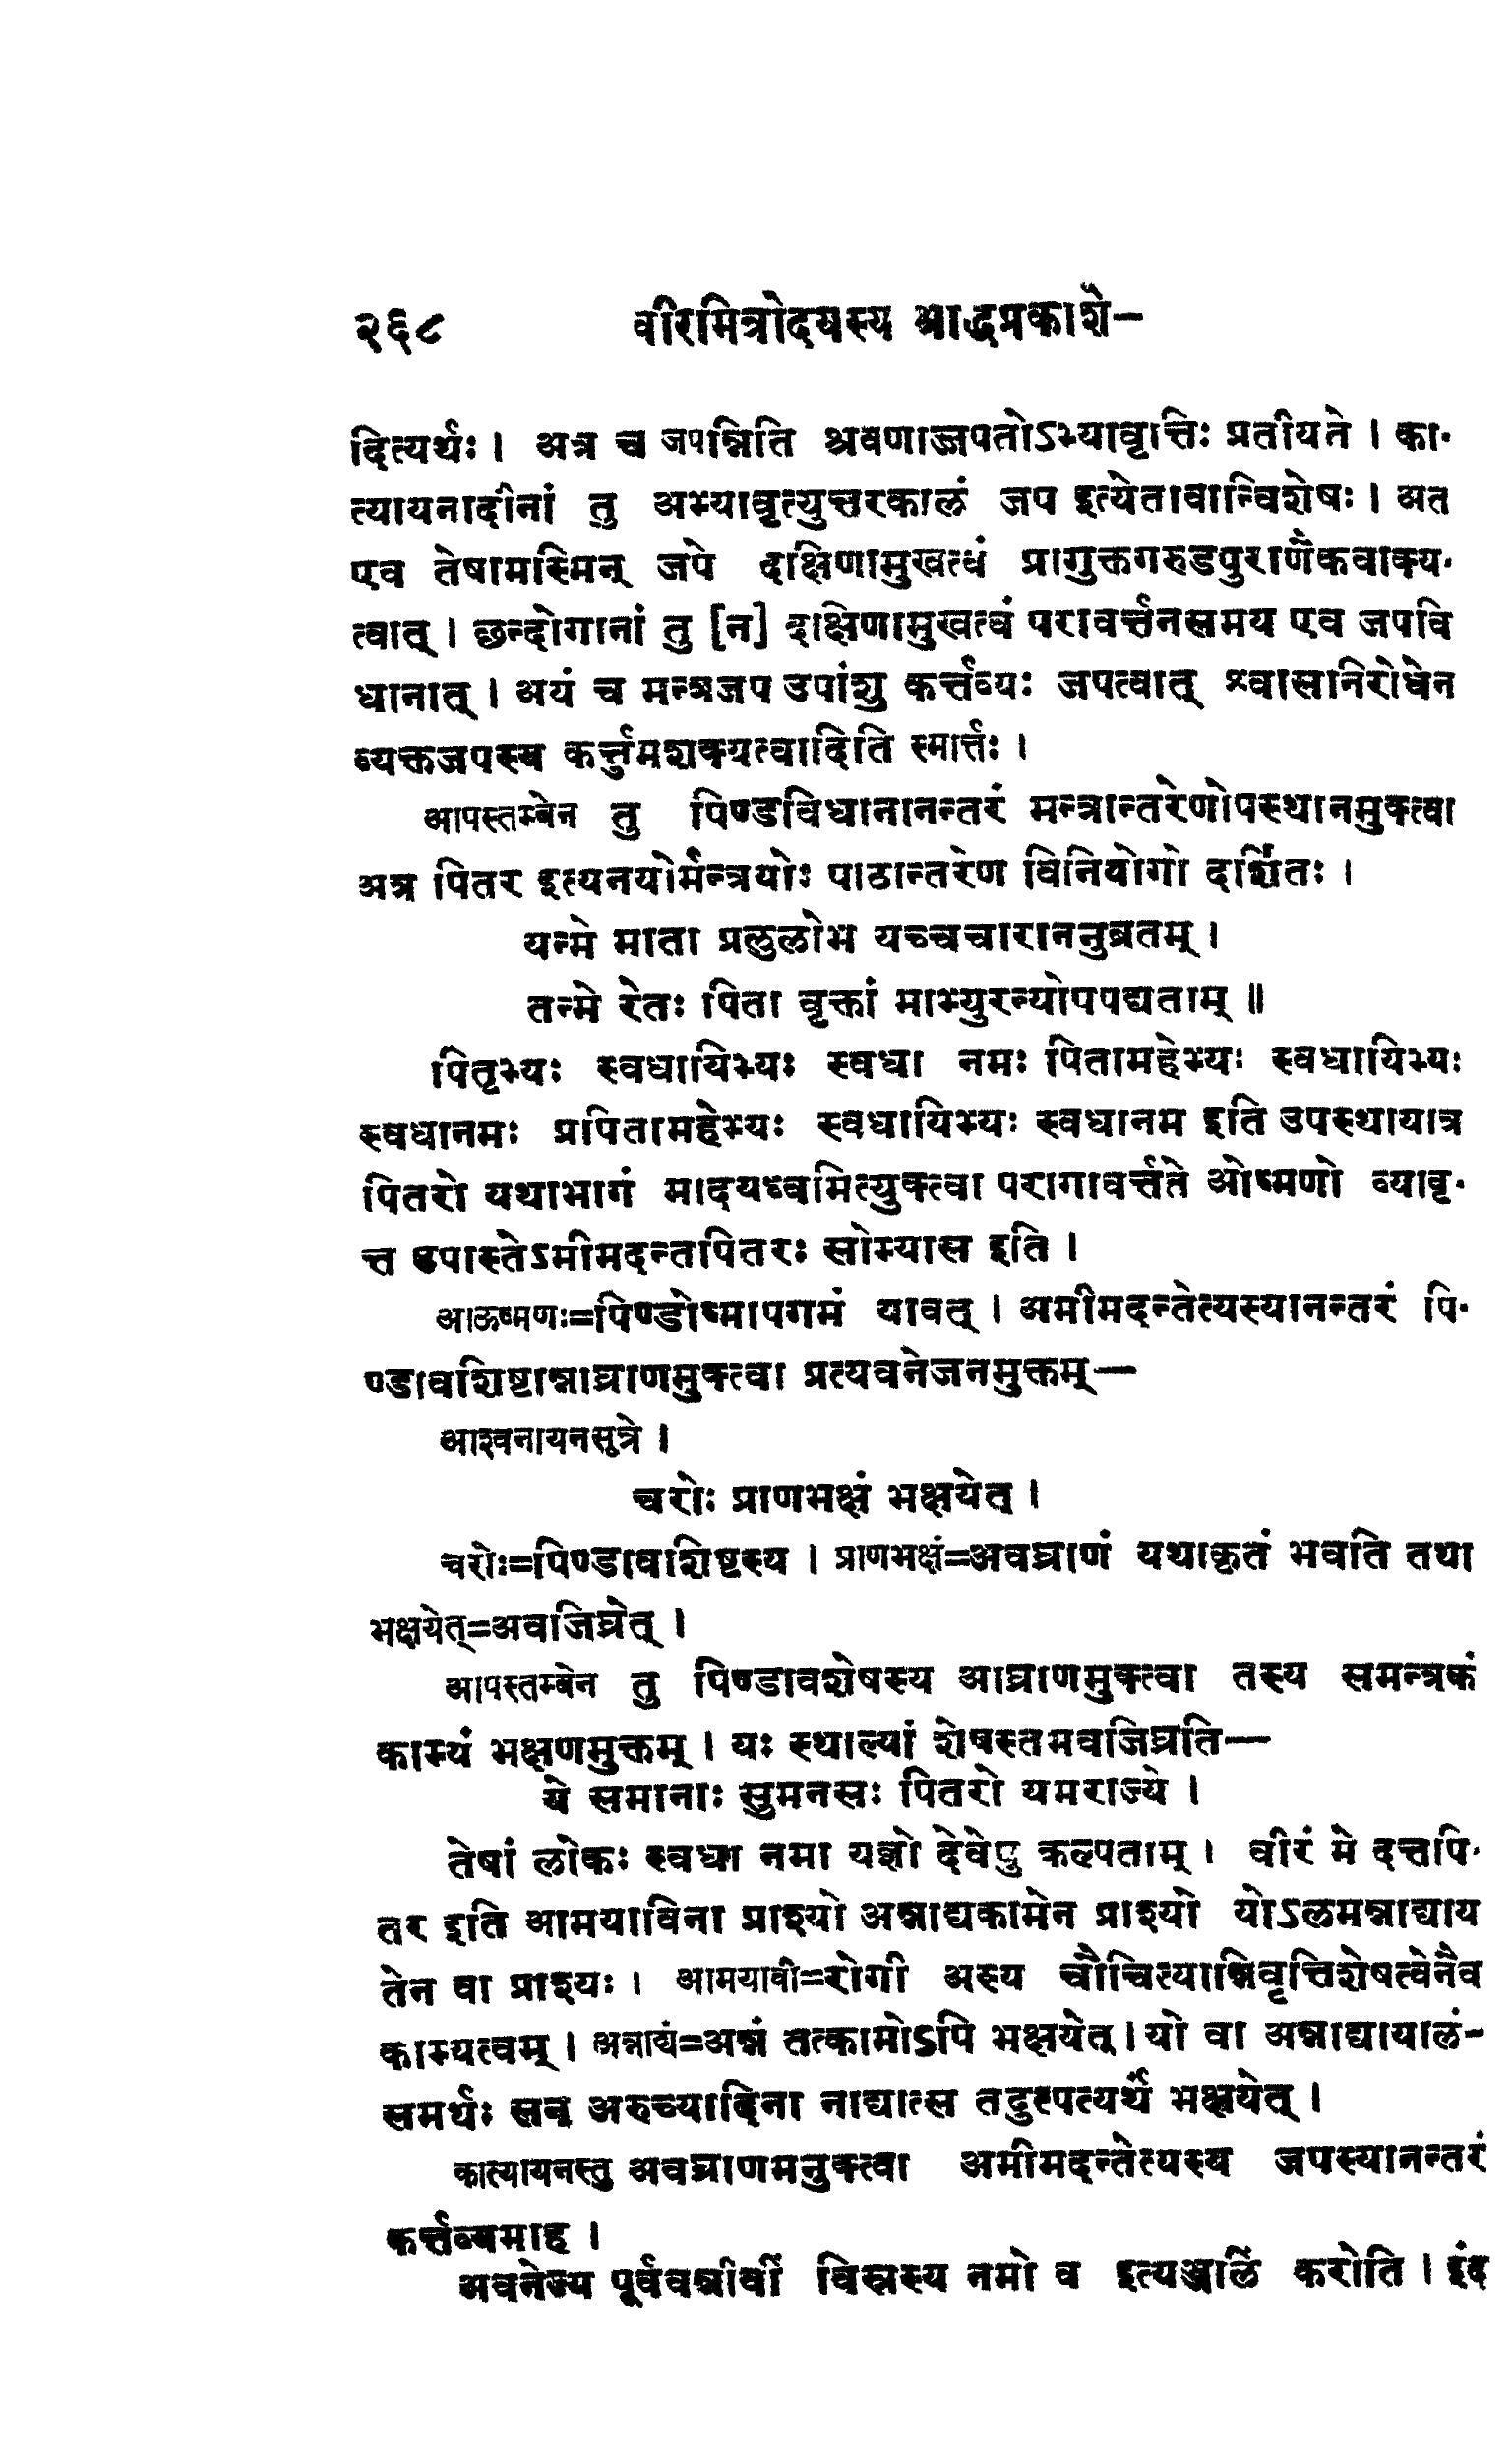 २६८ वीरमित्रोदयस्य श्राद्धप्रकाशे—
दित्यर्थः। अत्र च जपन्निति श्रवणाज्जपतोऽभ्यावृत्तिः प्रतीयते। का-
त्यायनादीनां तु अभ्यावृत्युत्तरकालं जप इत्येतावान्विशेषः। अत
एव तेषामस्मिन् जपे दक्षिणामुखत्वं प्रागुक्तगरुडपुराणैकवाक्य-
त्वात्। छन्दोगानां तु [न] दक्षिणामुखत्वं परावर्त्तनसमय एव जपवि
धानात्। अयं च मन्त्रजप उपांशु कर्त्तव्यः जपत्वात् श्वासनिरोधेन
व्यक्तजपस्य कर्त्तुमशक्यत्वादिति स्मार्त्तः।
आपस्तम्बेन तु पिण्डविधानानन्तरं मन्त्रान्तरेणोपस्थानमुक्त्वा
अत्र पितर इत्यनयोर्मन्त्रयोः पाठान्तरेण विनियोगो दर्शितः।
यन्मे माता प्रलुलोभ यच्चचाराननुव्रतम्।
तन्मे रेतः पिता वृक्तां माभ्युरन्योपपद्यताम्॥
पितृभ्यः स्वधायिभ्यः स्वधा नमः पितामहेभ्यः स्वधायिभ्यः
स्वधानमः प्रपितामहेभ्यः स्वधायिभ्यः स्वधानम इति उपस्थायात्र
पितरो यथाभागं मादयध्वमित्युक्त्वा परागावर्त्तते ओष्मणो व्यावृ-
त्त उपास्तेऽमीमदन्तपितरः सोम्यास इति।
आऊष्मणः=पिण्डोष्मापगमं यावत्। अमीमदन्तेत्यस्यानन्तरं पि-
ण्डावशिष्टान्नाघ्राणमुक्त्वा प्रत्यवनेजनमुक्तम्—
आश्वनायनसूत्रे।
चरोः प्राणभक्षं भक्षयेत्।
चरोः=पिण्डावशिष्टस्य। प्राणभक्षं=अवघ्राणं यथाकृतं भवति तथा
भक्षयेत्=अवजिघ्रेत्।
आपस्तम्बेन तु पिण्डावशेषस्य आघ्राणमुक्त्वा तस्य समन्त्रकं
काम्यं भक्षणमुक्तम्। यः स्थाल्यां शेषस्तमवजिघ्रति—
ये समानाः सुमनसः पितरो यमराज्ये।
तेषां लोकः स्वधा नमा यज्ञो देवेषु कल्पताम्। वीरं मे दत्तपि-
तर इति आमयाविना प्राश्यो अन्नाद्यकामेन प्राश्यो योऽलमन्नाद्याय
तेन वा प्राश्यः। आमयावी=रोगी अस्य चौचित्यान्निवृत्तिशेषत्वेनैव
काम्यत्वम्। अन्नाद्यं=अन्नं तत्कामोऽपि भक्षयेत्। यो वा अन्नाद्यायालं-
समर्थः सन् अरुच्यादिना नाद्यात्स तदुत्पत्यर्थं भक्षयेत्।
कात्यायनस्तु अवघ्राणमनुक्त्वा अमीमदन्तेत्यस्य जपस्यानन्तरं
कर्त्तव्यमाह।
अवनेज्य पूर्ववन्नीवीं विस्रस्य नमो व इत्यञ्जलिं करोति। इंद